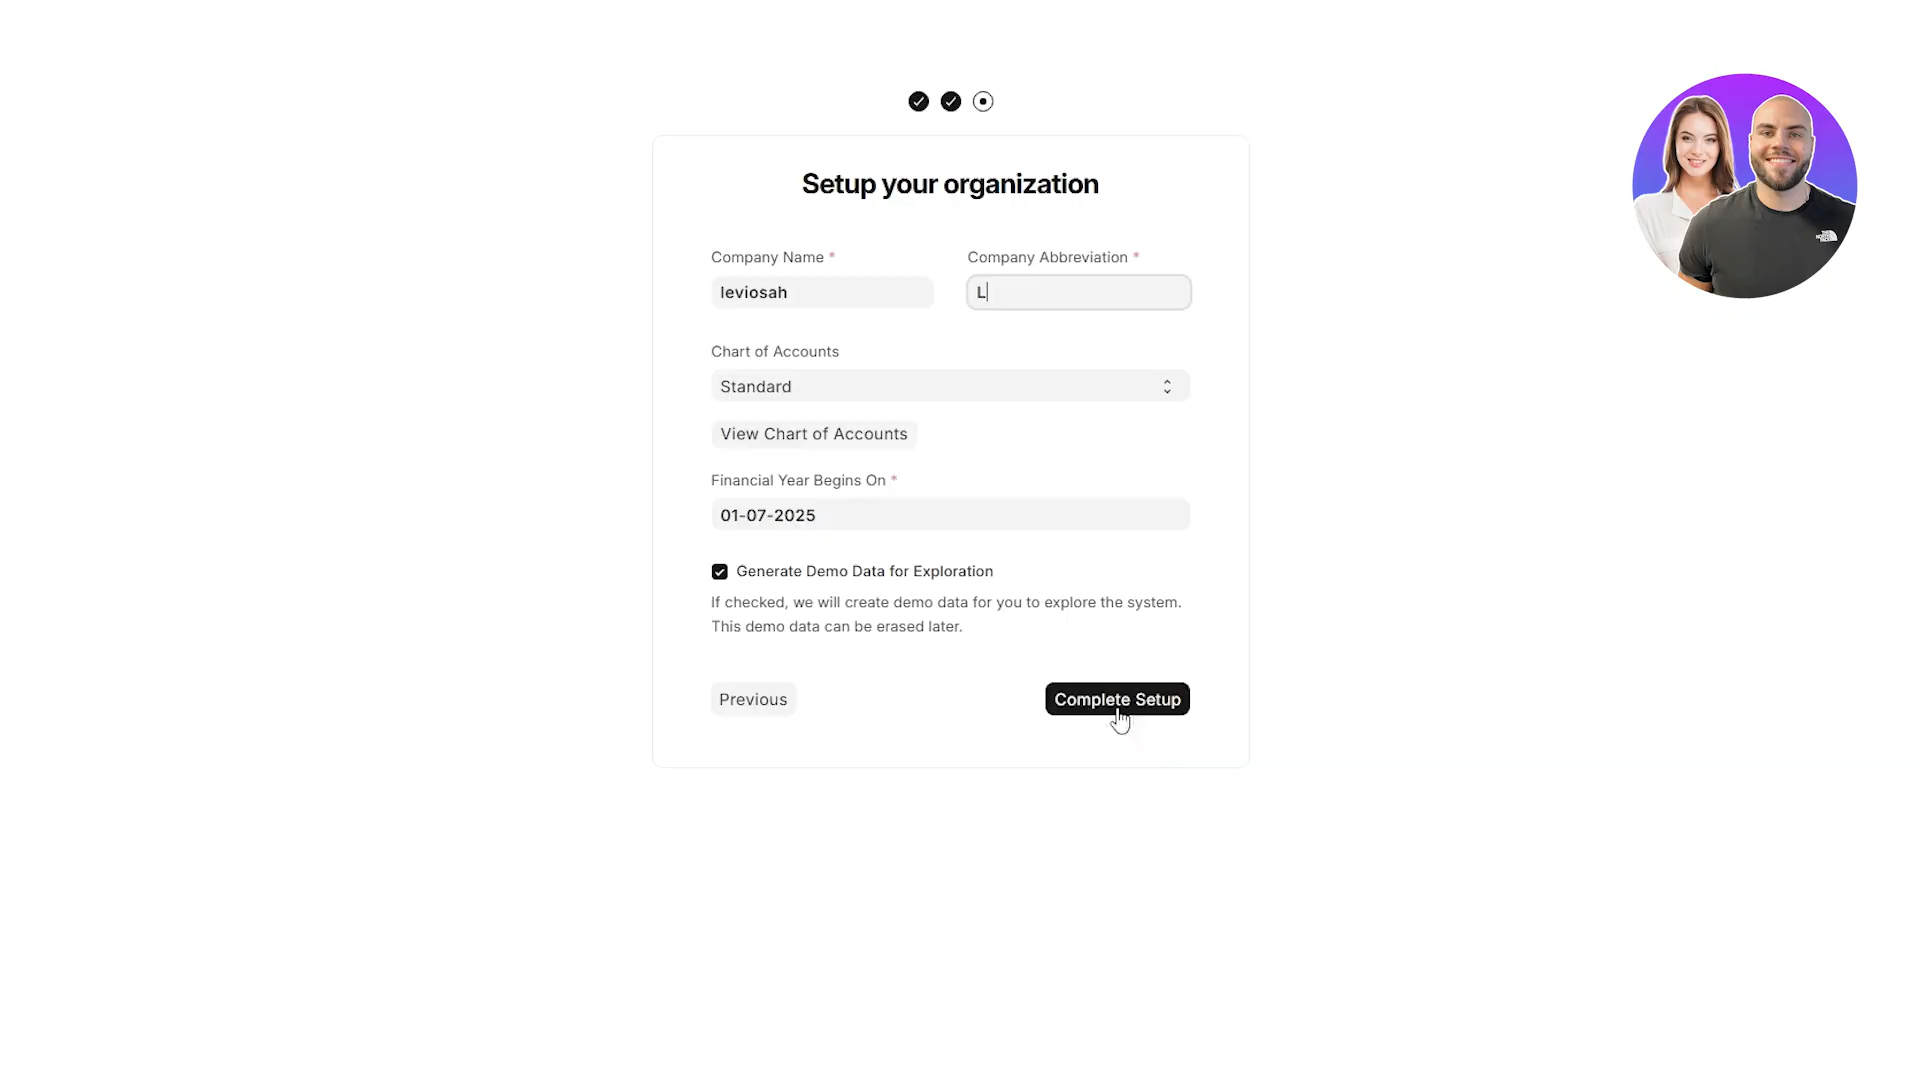 Setup your organization
Company Name *
Company Abbreviation *
leviosah
L
Chart of Accounts
Standard
View Chart of Accounts
Financial Year Begins On *
01-07-2025
Generate Demo Data for Exploration
If checked, we will create demo data for you to explore the system.
This demo data can be erased later.
Previous
Complete Setup